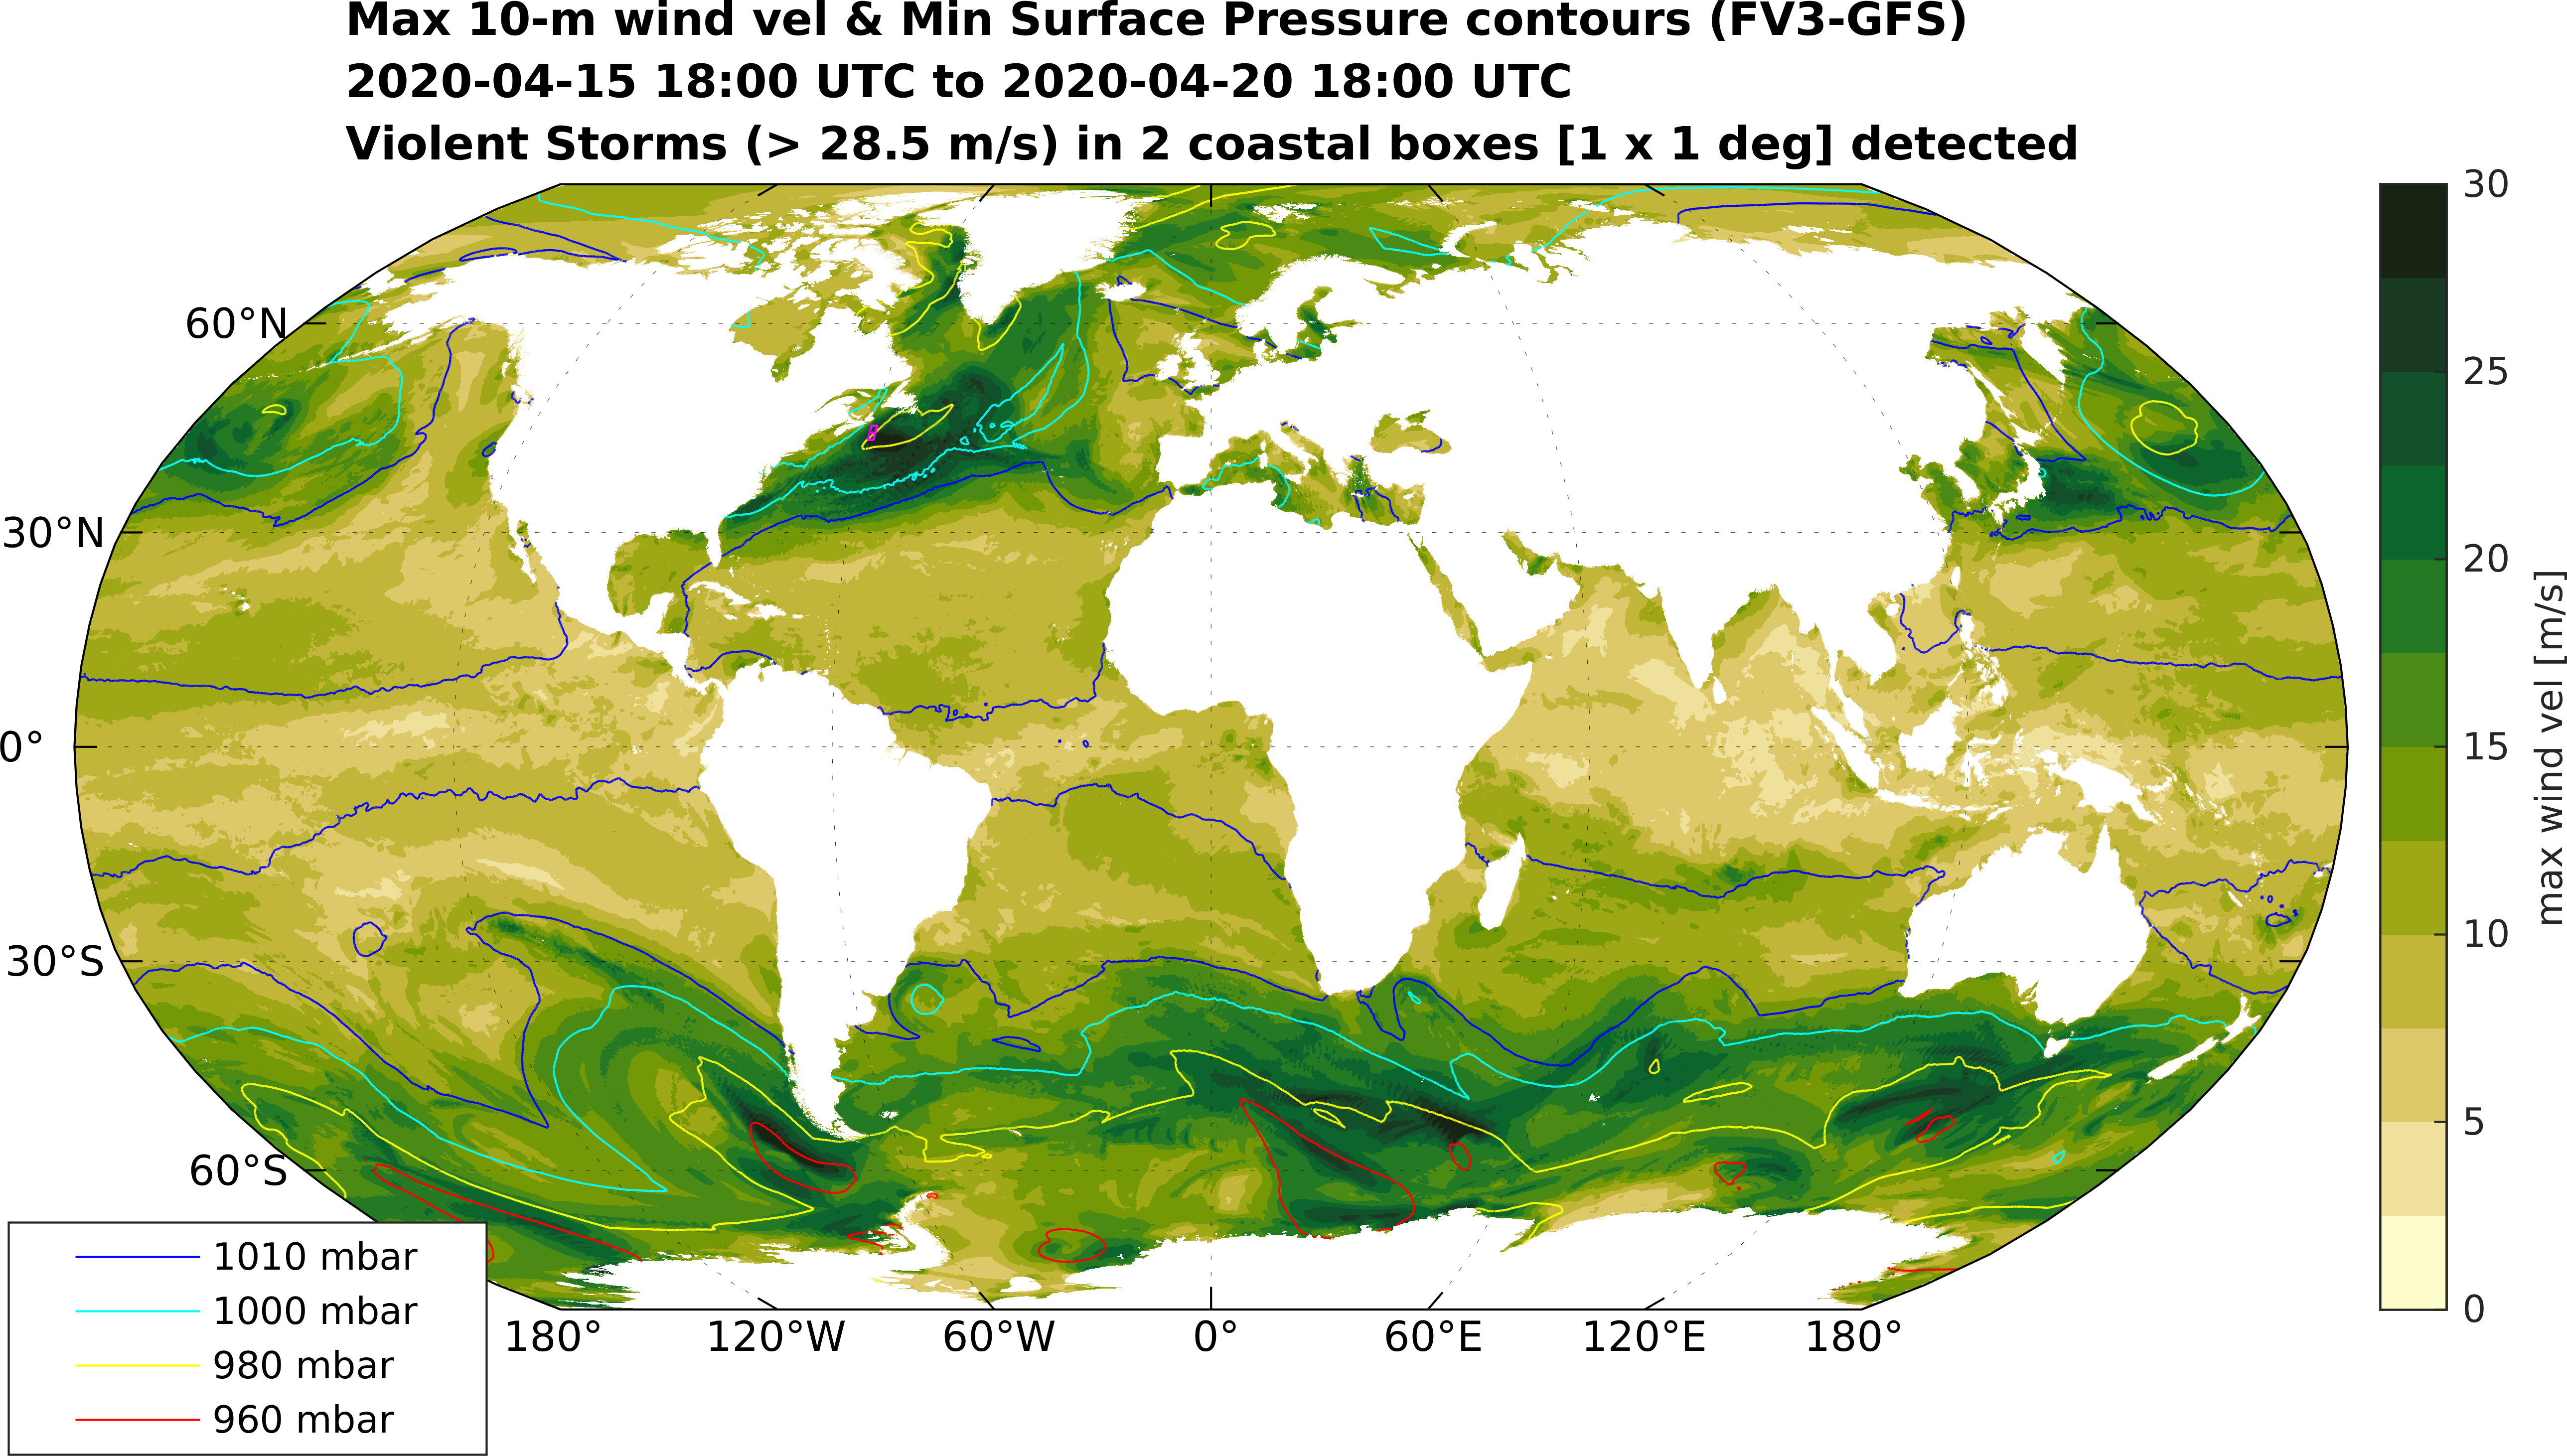 Max 10-m wind vel & Min Surface Pressure contours (FV3-GFS)
2020-04-15 18:00 UTC to 2020-04-20 18:00 UTC
Violent Storms (> 28.5 m/s) in 2 coastal boxes [1 x 1 deg] detected
60°N
30°N
0°
30°S
60°S
180°
120°W
60°W
0°
60°E
120°E
180°
1010 mbar
1000 mbar
980 mbar
960 mbar
30
25
20
15
10
5
0
max wind vel [m/s]